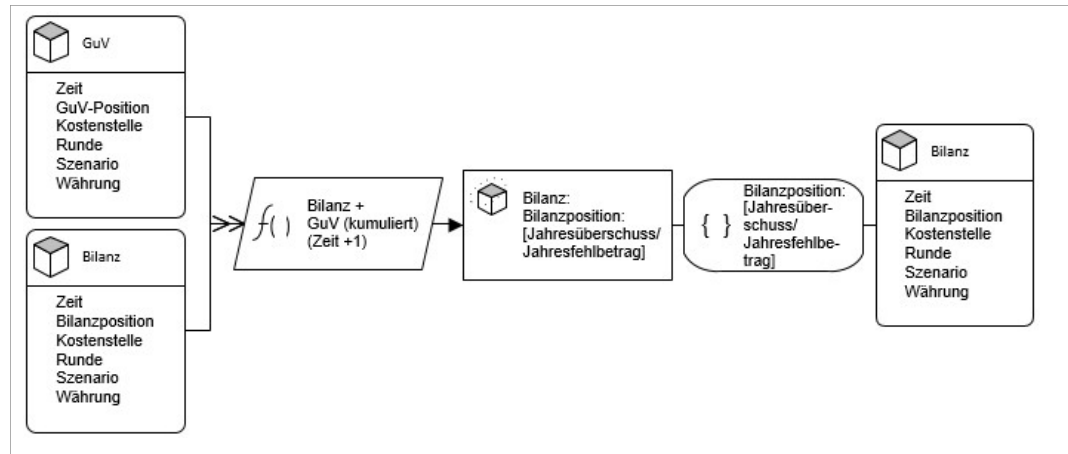 GuV
Zeit
GuV-Position
Kostenstelle
Runde
Szenario
Währung
Bilanz
Zeit
Bilanzposition
Kostenstelle
Runde
Szenario
Währung
f()
Bilanz +
GuV (kumuliert)
(Zeit +1)
Bilanz:
Bilanzposition:
[Jahresüberschuss/
Jahresfehlbetrag]
{ }
Bilanzposition:
[Jahresüber-
schuss/
Jahresfehlbe-
trag]
Bilanz
Zeit
Bilanzposition
Kostenstelle
Runde
Szenario
Währung